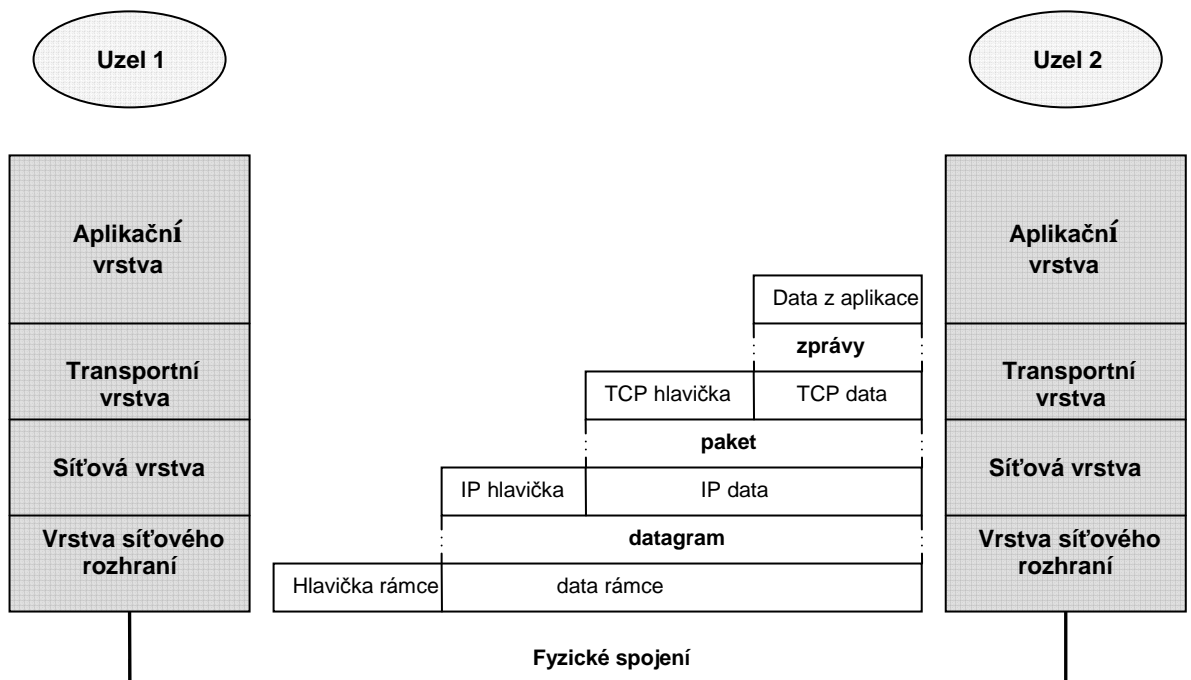 Uzel 1
Uzel 2
Aplikační
vrstva
Aplikační
vrstva
Data z aplikace
zprávy
Transportní
vrstva
TCP hlavička
TCP data
Transportní
vrstva
paket
Síťová vrstva
IP hlavička
IP data
Síťová vrstva
datagram
Vrstva síťového
rozhraní
Vrstva síťového
rozhraní
Hlavička rámce
data rámce
Fyzické spojení